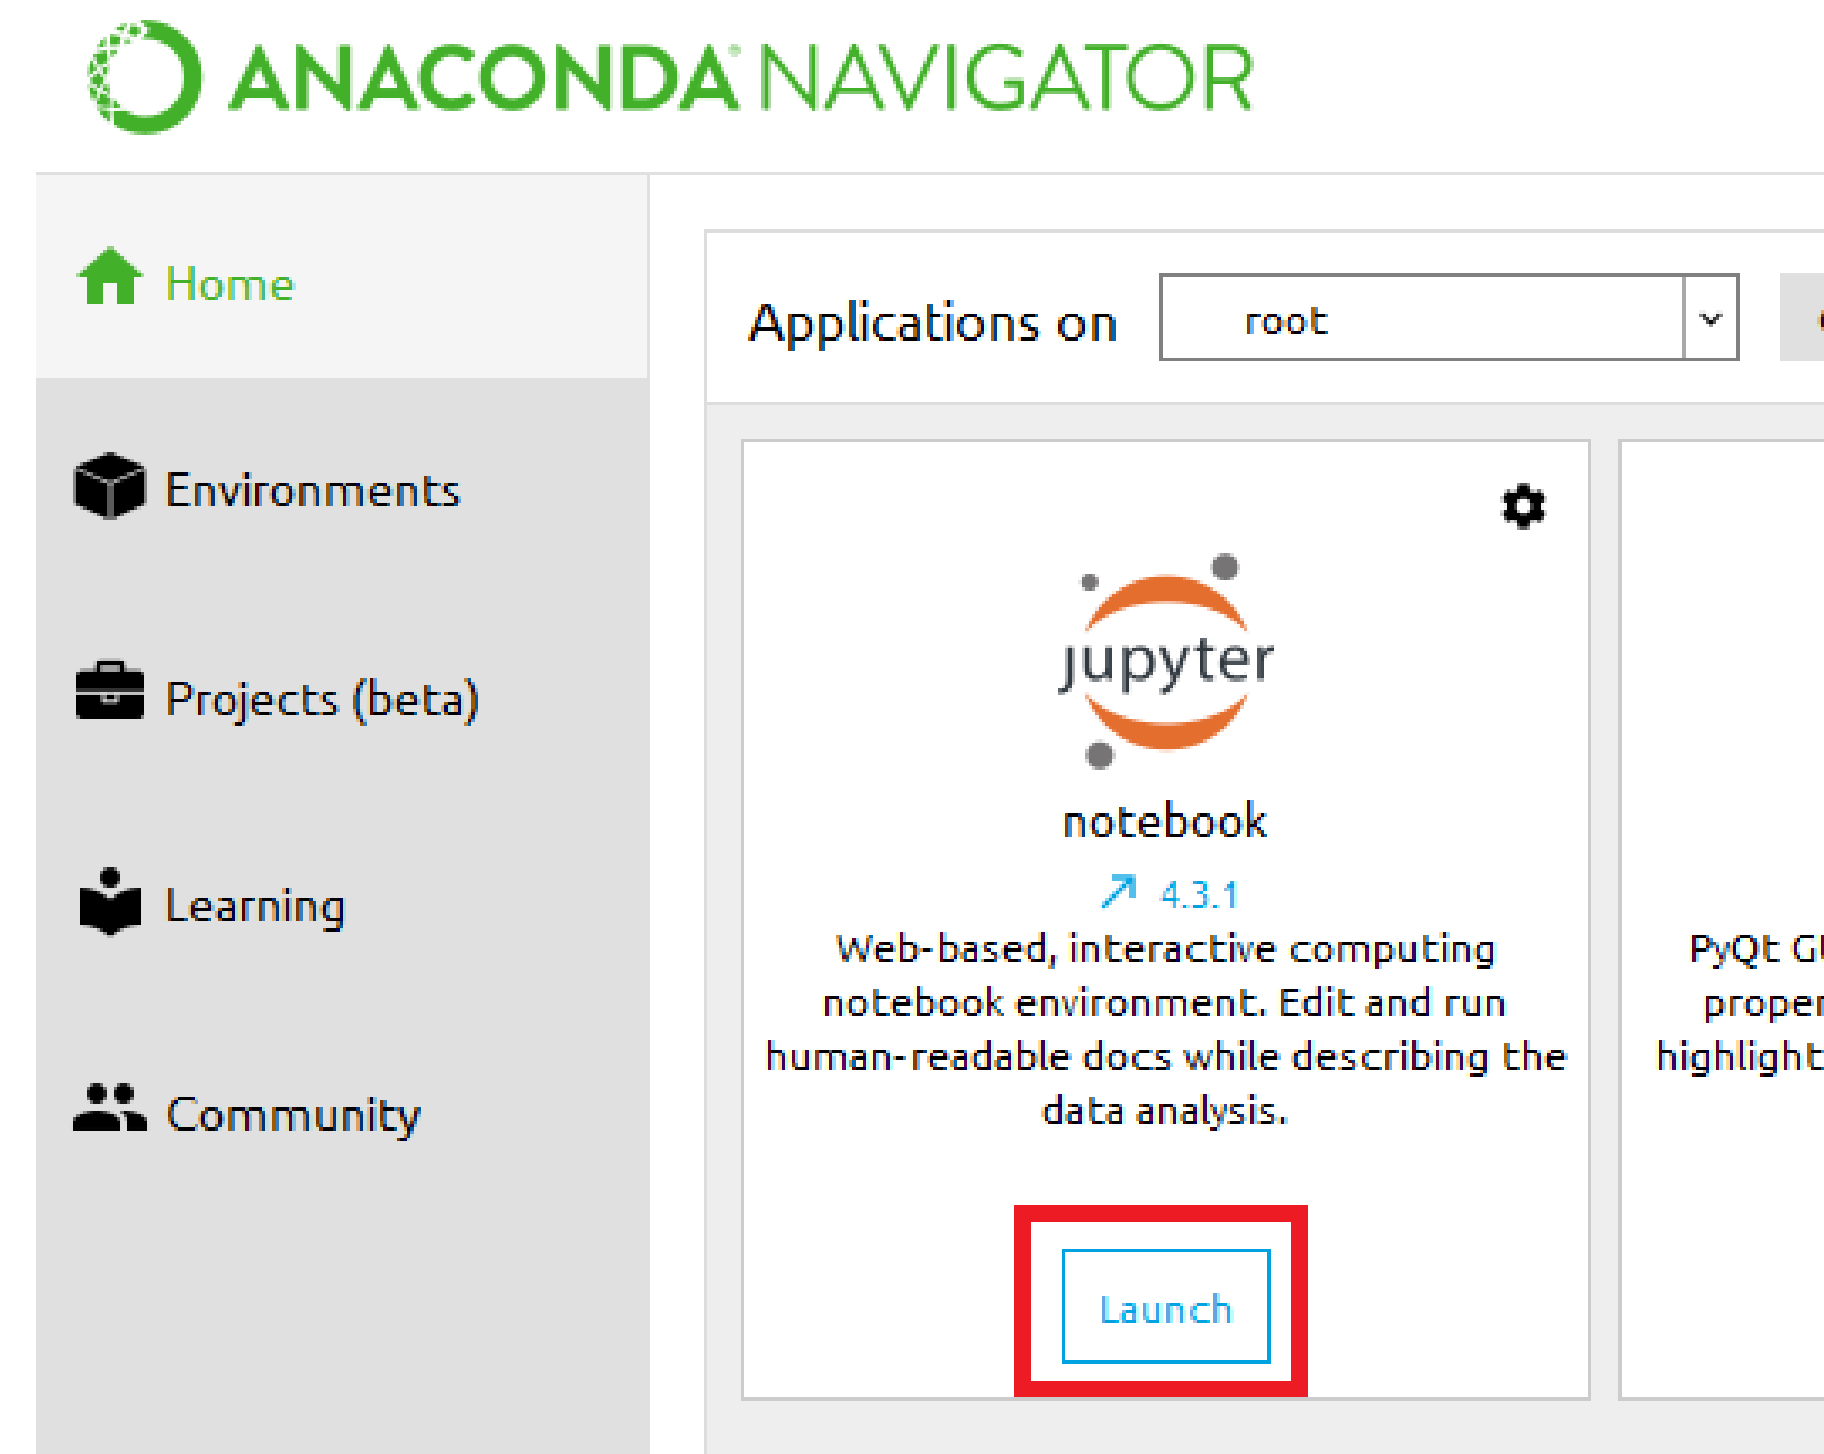 ANACONDA NAVIGATOR
Home
Environments
Projects (beta)
Learning
Community
Applications on
root
jupyter
notebook
4.3.1
Web-based, interactive computing
notebook environment. Edit and run
human-readable docs while describing the
data analysis.
Launch
PyQt